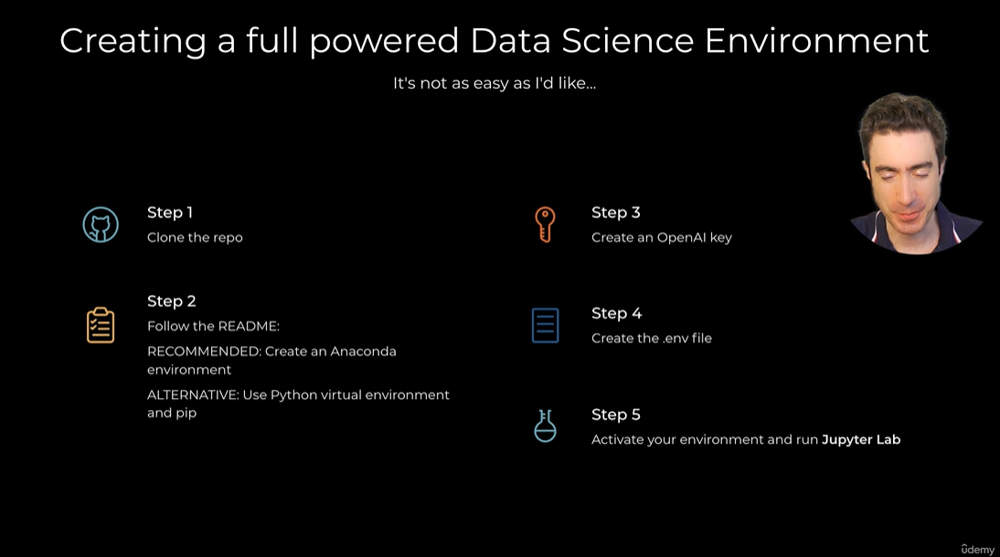 Creating a full powered Data Science Environment
It's not as easy as I'd like...
Step 1
Clone the repo
Step 2
Follow the README:
RECOMMENDED: Create an Anaconda
environment
ALTERNATIVE: Use Python virtual environment
and pip
Step 3
Create an OpenAI key
Step 4
Create the .env file
Step 5
Activate your environment and run Jupyter Lab
ûdemy